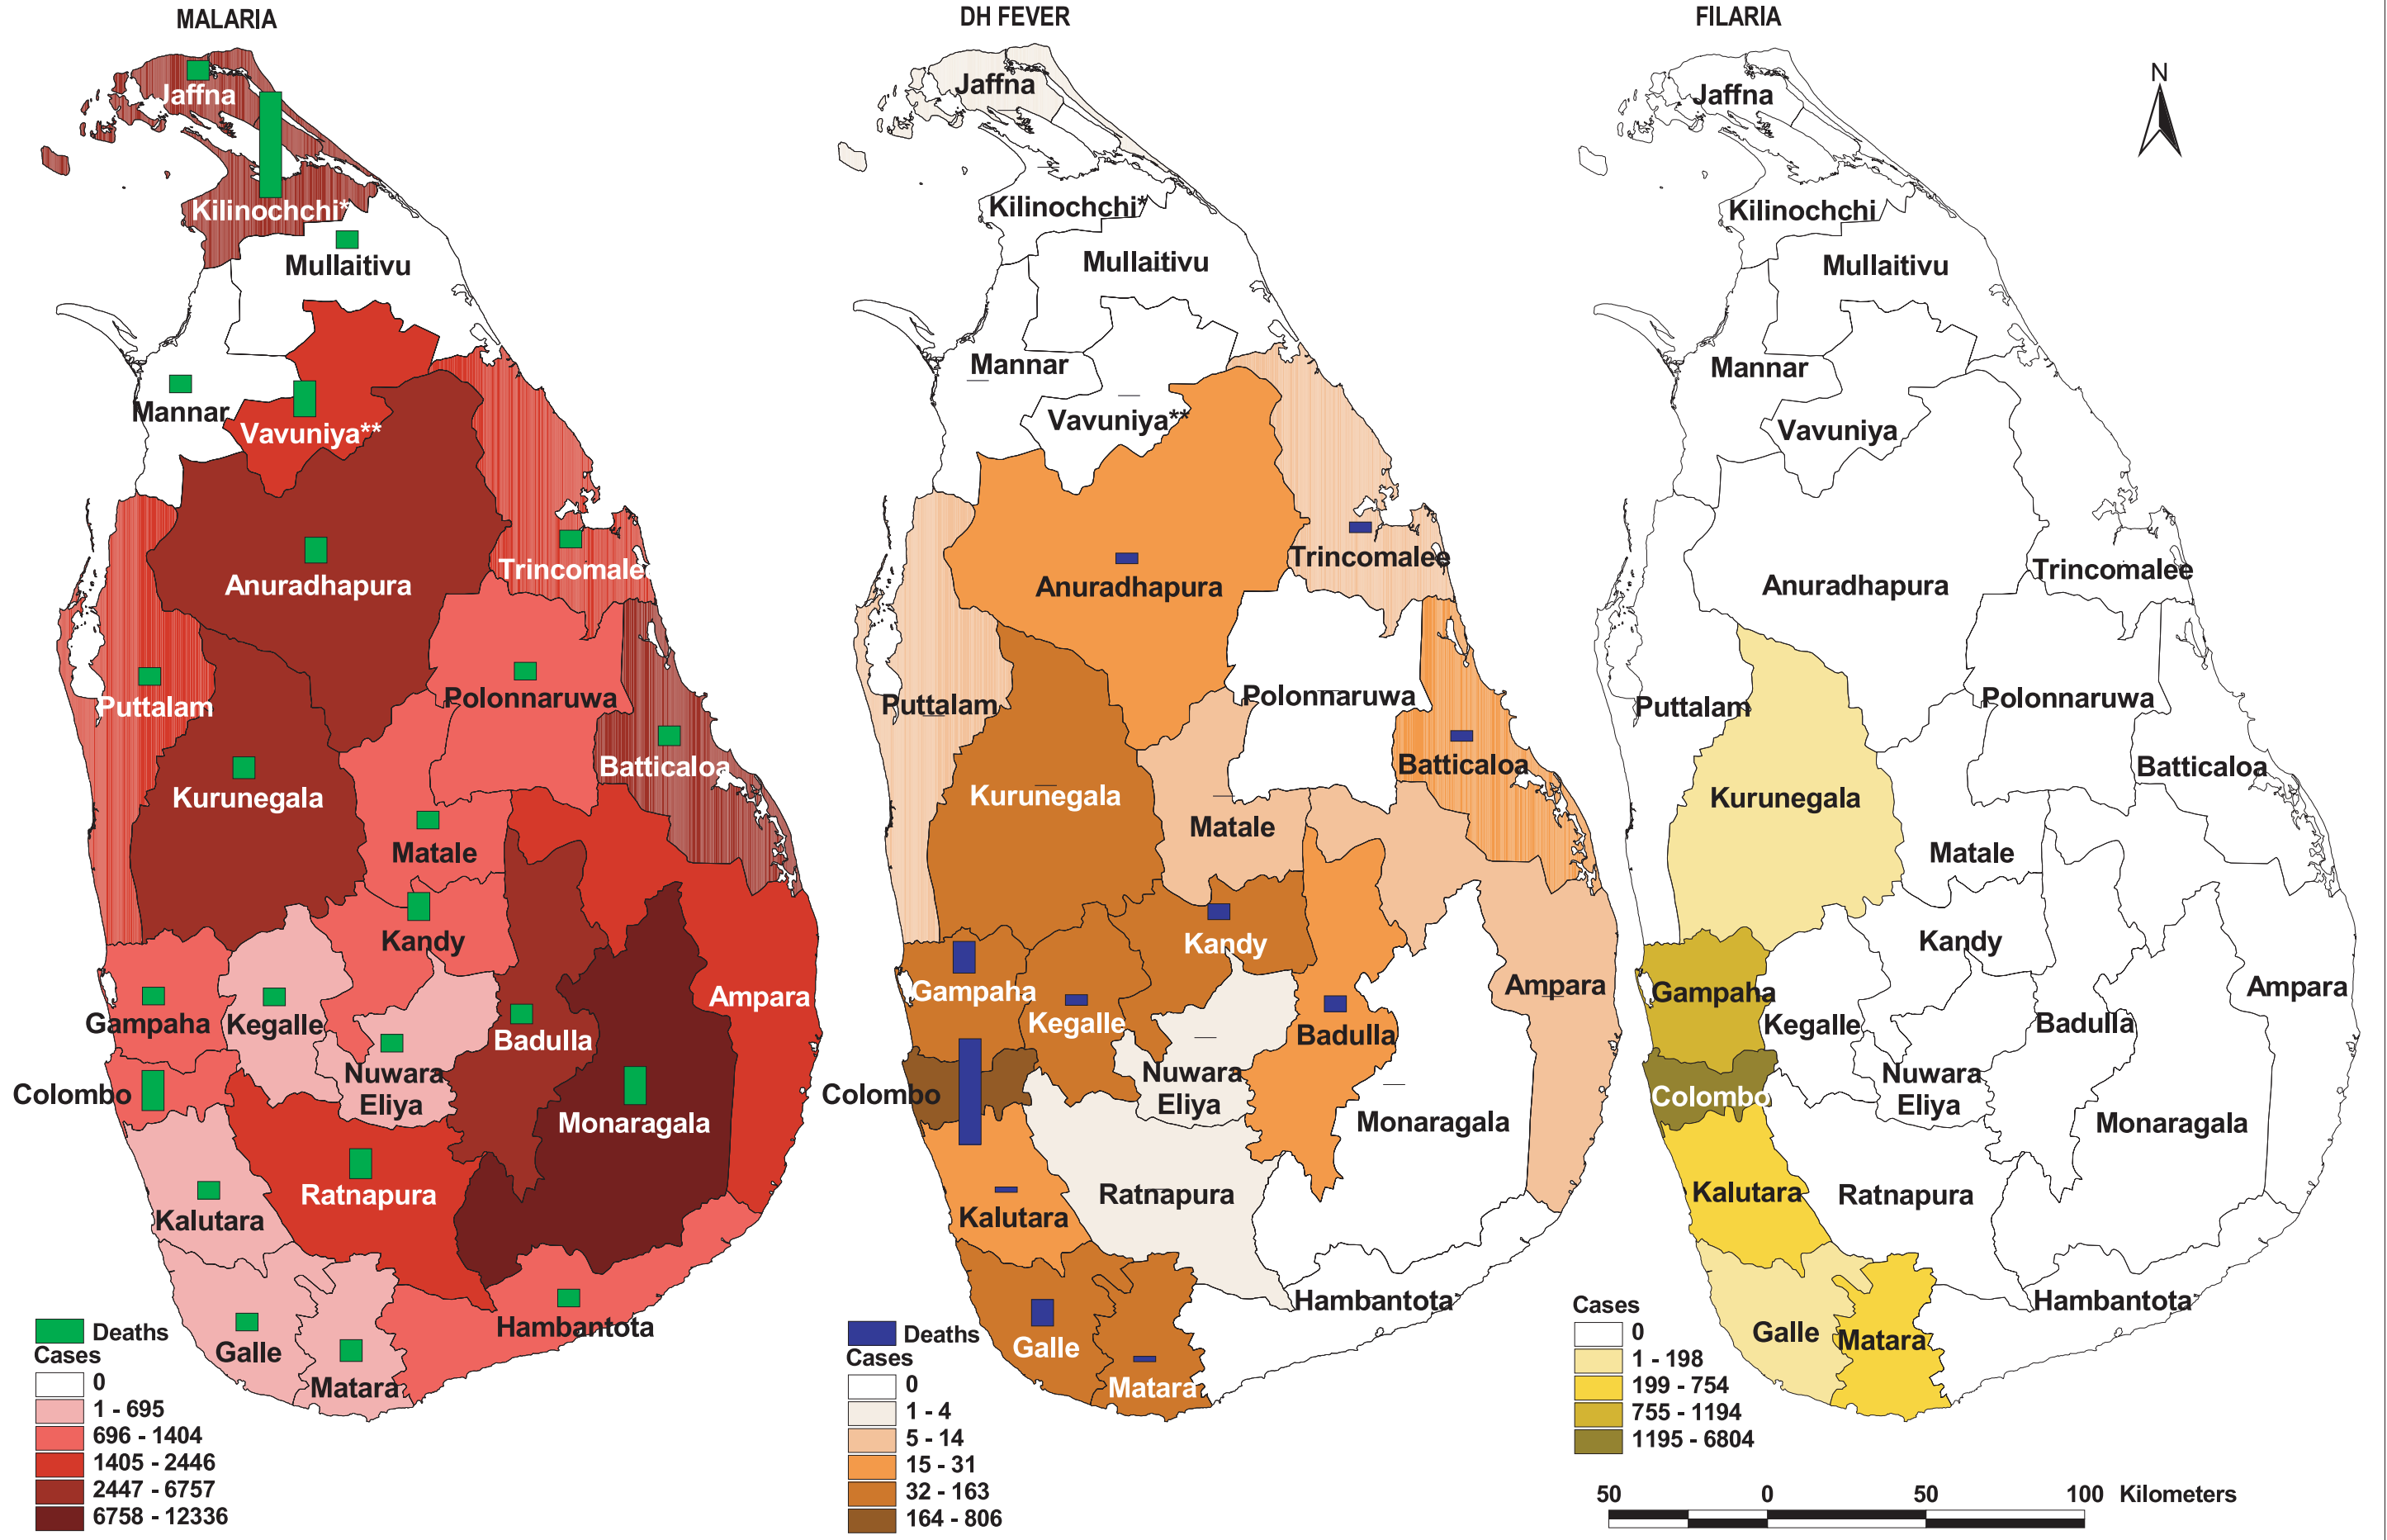 MALARIA
Jaffna
Kilinochchi*
Mullaitivu
Mannar
Vavuniya**
Anuradhapura
Trincomale
Puttalam
Polonnaruwa
Kurunegala
Batticaloa
Matale
Kandy
Ampara
Gampaha
Kegalle
Badulla
Colombo
Nuwara
Eliya
Monaragala
Ratnapura
Kalutara
Hambantota
Galle
Matara
Deaths
Cases
0
1 - 695
696 - 1404
1405 - 2446
2447 - 6757
6758 - 12336
DH FEVER
Jaffna
Kilinochchi*
Mullaitivu
Mannar
Vavuniya**
Trincomalee
Anuradhapura
Polonnaruwa
Puttalam
Batticaloa
Kurunegala
Matale
Kandy
Ampara
Gampaha
Kegalle
Badulla
Colombo
Nuwara
Eliya
Monaragala
Ratnapura
Kalutara
Hambantota
Galle
Matara
Deaths
Cases
0
1 - 4
5 - 14
15 - 31
32 - 163
164 - 806
FILARIA
N
Jaffna
Kilinochchi
Mullaitivu
Mannar
Vavuniya
Trincomalee
Anuradhapura
Polonnaruwa
Puttalam
Batticaloa
Kurunegala
Matale
Kandy
Ampara
Gampaha
Kegalle
Badulla
Nuwara
Eliya
Colombo
Monaragala
Kalutara
Ratnapura
Hambantota
Galle
Matara
Cases
0
1 - 198
199 - 754
755 - 1194
1195 - 6804
50 0 50 100 Kilometers